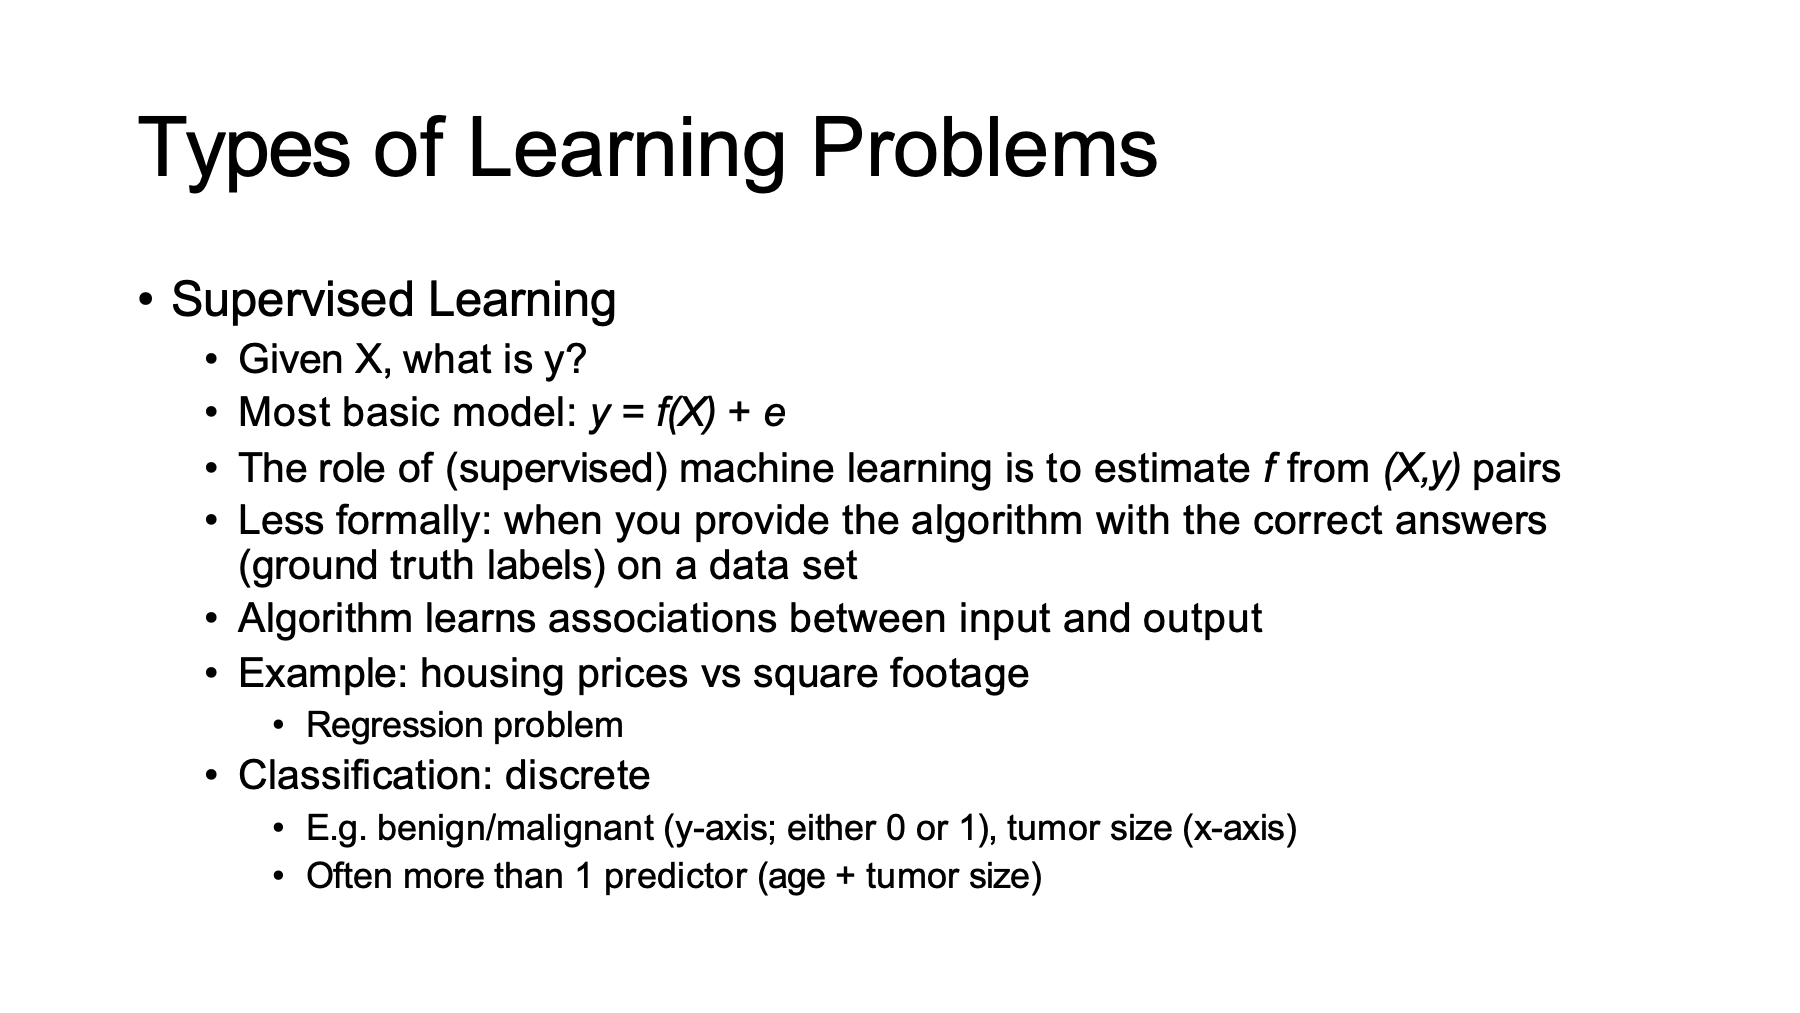 Types of Learning Problems
• Supervised Learning
• Given X, what is y?
• Most basic model: y = f(X) + e
• The role of (supervised) machine learning is to estimate f from (X,y) pairs
• Less formally: when you provide the algorithm with the correct answers
(ground truth labels) on a data set
• Algorithm learns associations between input and output
• Example: housing prices vs square footage
• Regression problem
• Classification: discrete
• E.g. benign/malignant (y-axis; either 0 or 1), tumor size (x-axis)
• Often more than 1 predictor (age + tumor size)